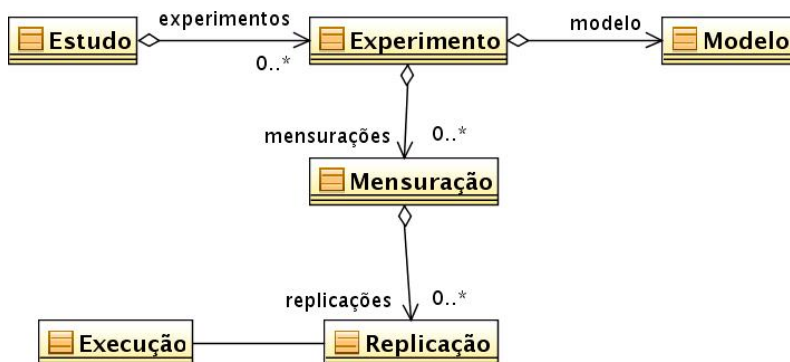 experimentos
Estudo
Experimento
modelo
Modelo
0..*
mensurações
0..*
Mensuração
replicações
0..*
Execução
Replicação